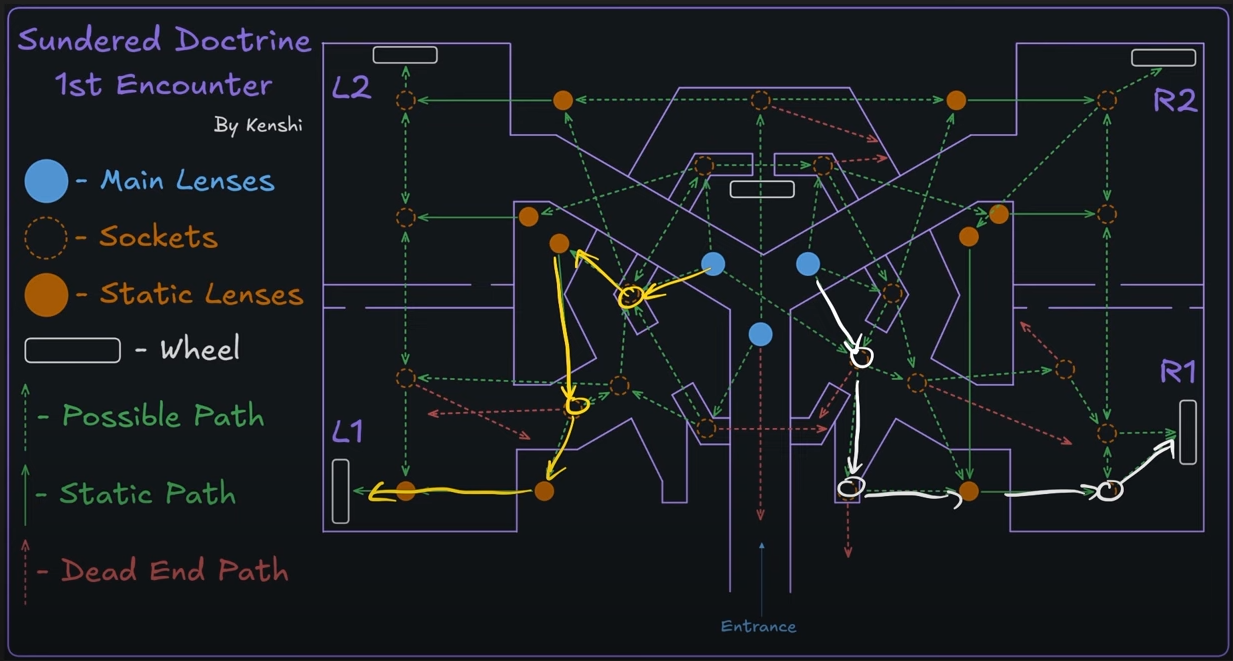 Sundered Doctrine
1st Encounter
By Kenshi
- Main Lenses
- Sockets
- Static Lenses
- Wheel
- Possible Path
- Static Path
- Dead End Path
L2
R2
L1
R1
Entrance